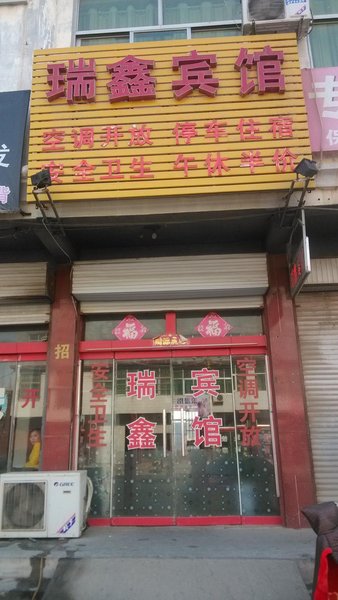 瑞鑫宾馆
空调开放 停车住宿
安全卫生 午休半价
福
福
招
安全卫生
瑞鑫
宾馆
空调开放
GREE